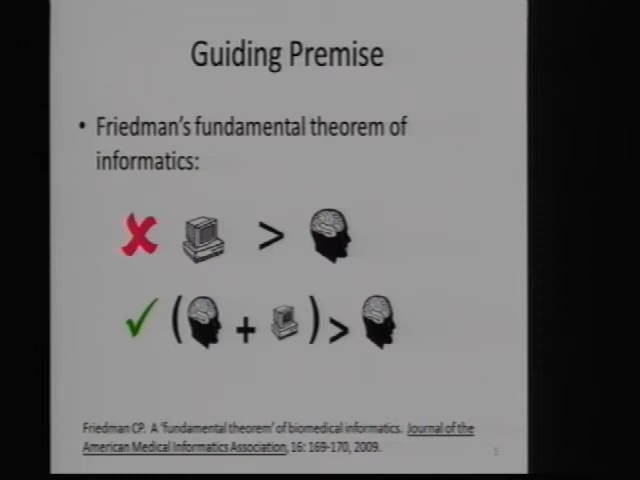 Guiding Premise
• Friedman's fundamental theorem of
informatics:
✘ >
✓ ( + ) >
Friedman CP. A 'fundamental theorem' of biomedical informatics. Journal of the
American Medical Informatics Association, 16: 169-170, 2009.
5